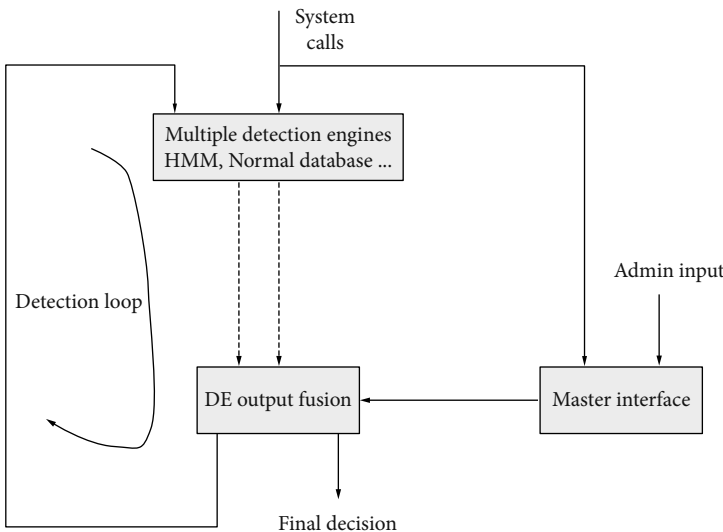 System
calls
Multiple detection engines
HMM, Normal database ...
Admin input
Detection loop
DE output fusion
Master interface
Final decision